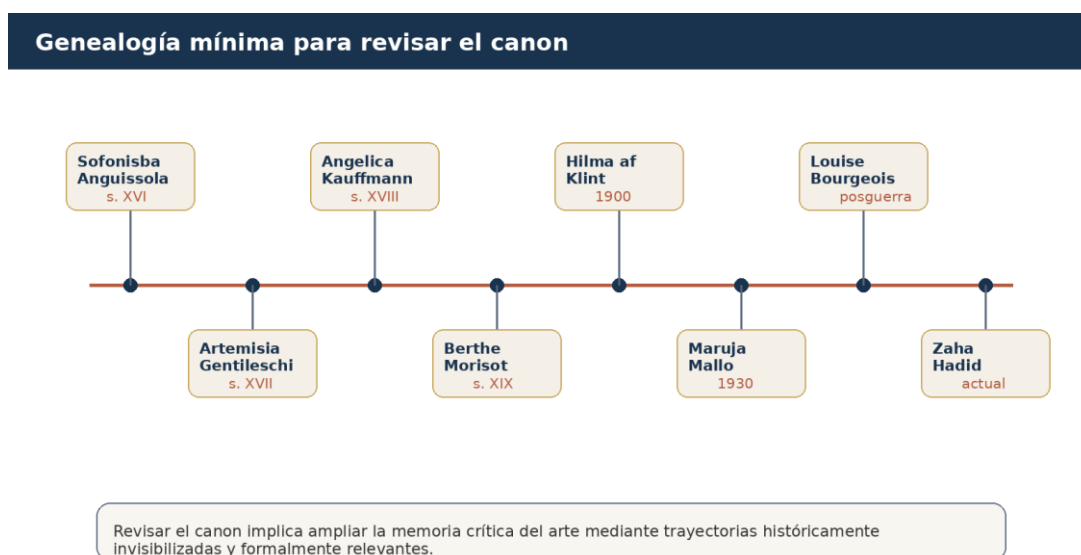 Genealogía mínima para revisar el canon
Sofonisba
Anguissola
s. XVI
Angelica
Kauffmann
s. XVIII
Hilma af
Klint
1900
Louise
Bourgeois
posguerra
Artemisia
Gentileschi
s. XVII
Berthe
Morisot
s. XIX
Maruja
Mallo
1930
Zaha
Hadid
actual
Revisar el canon implica ampliar la memoria crítica del arte mediante trayectorias históricamente
invisibilizadas y formalmente relevantes.